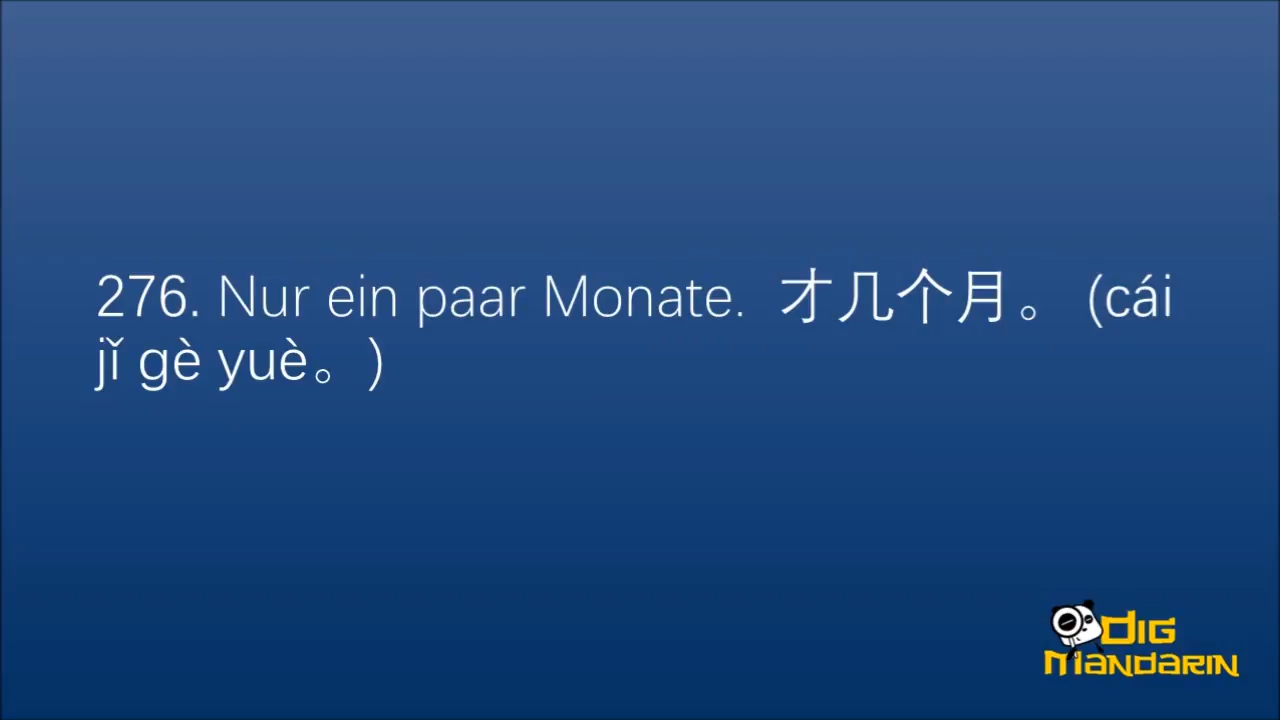 276. Nur ein paar Monate. 才几个月。 (cái
jǐ gè yuè。)
DIG
MANDARIN